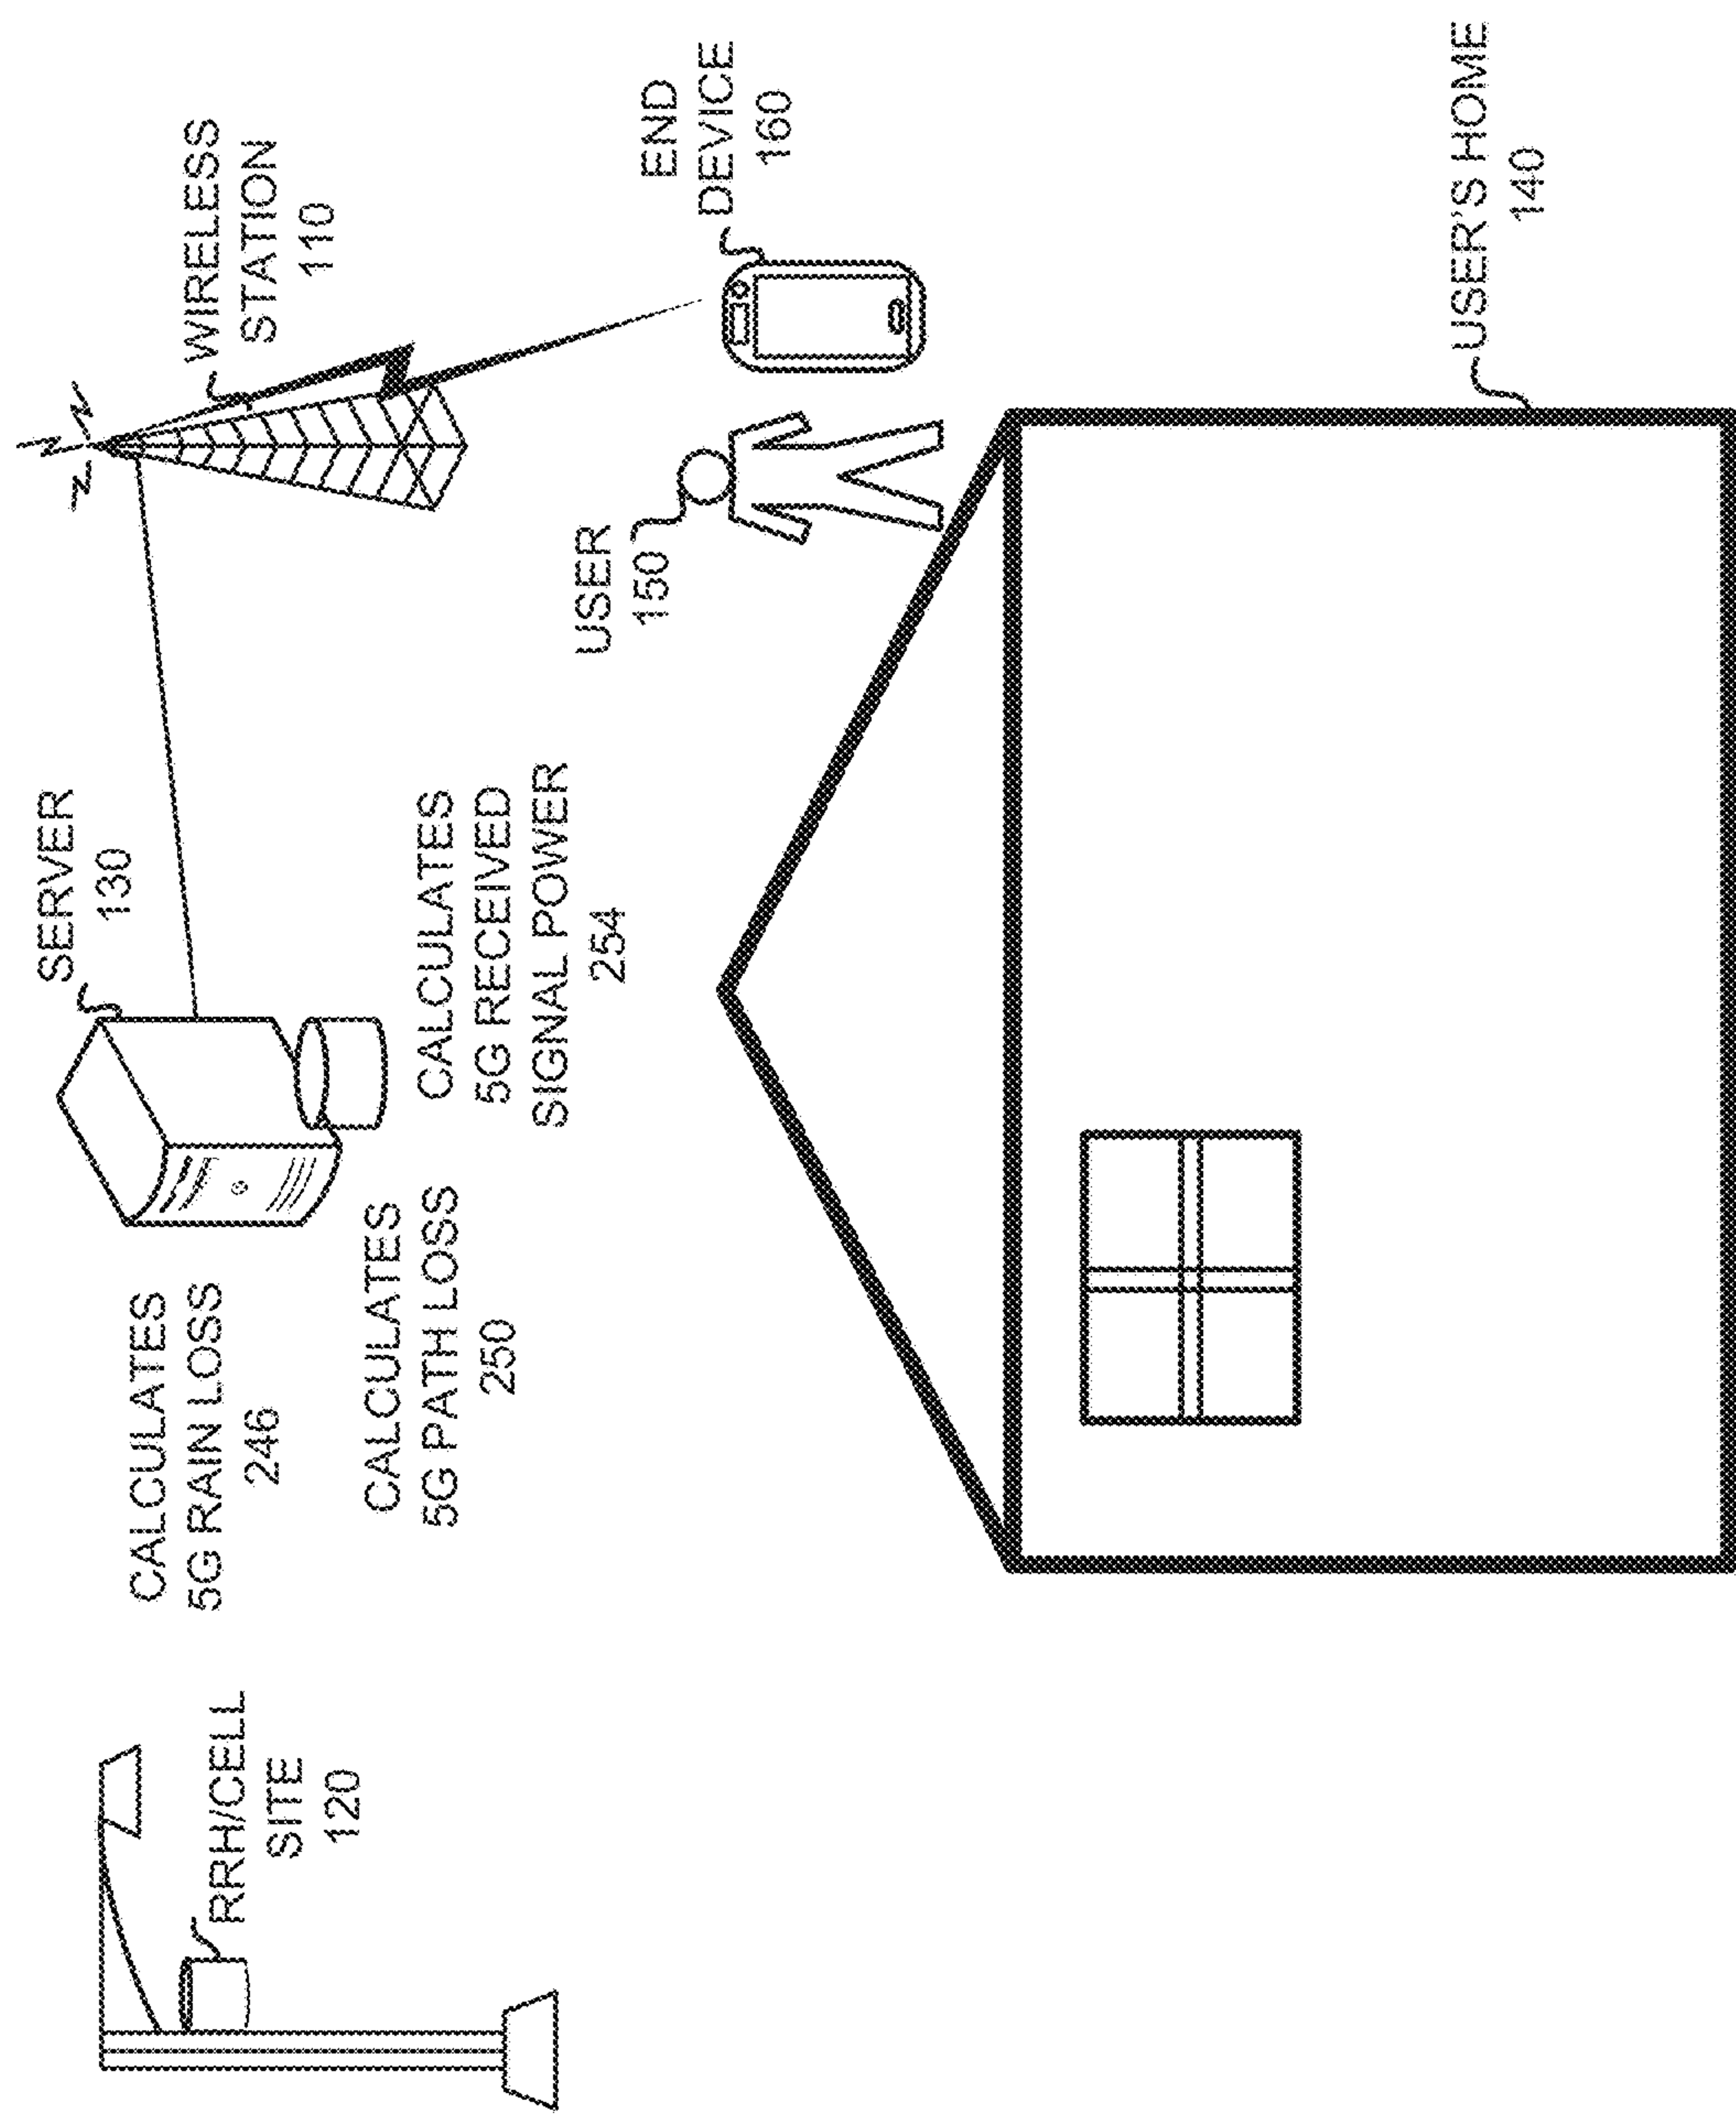 RRH/CELL
SITE
120
CALCULATES
5G RAIN LOSS
246
CALCULATES
5G PATH LOSS
250
SERVER
130
CALCULATES
5G RECEIVED
SIGNAL POWER
254
WIRELESS
STATION
110
USER
150
END
DEVICE
160
USER'S HOME
140